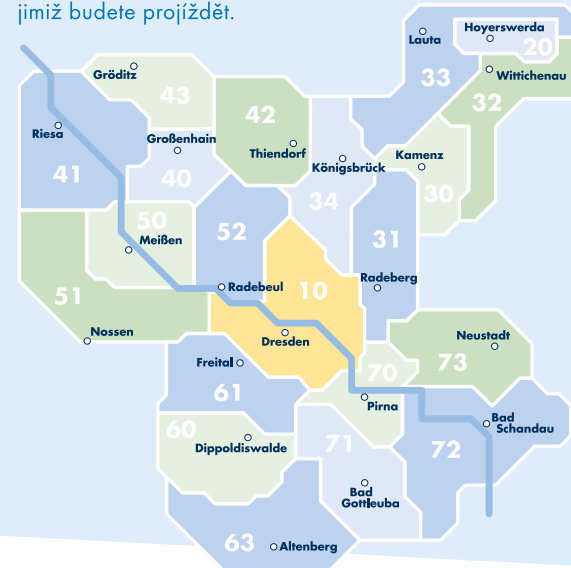 jimiž budete projíždět.
Hoyerswerda
Lauta
20
Gröditz
Wittichenau
33
43
32
42
Riesa
Großenhain
Thiendorf
Kamenz
Königsbrück
41
40
30
34
50
52
31
Meißen
Radeberg
51
Radebeul
10
Nossen
Dresden
Neustadt
Freital
70
73
61
Pirna
Bad
Schandau
60
Dippoldiswalde
71
72
Bad
Gottleuba
63
Altenberg